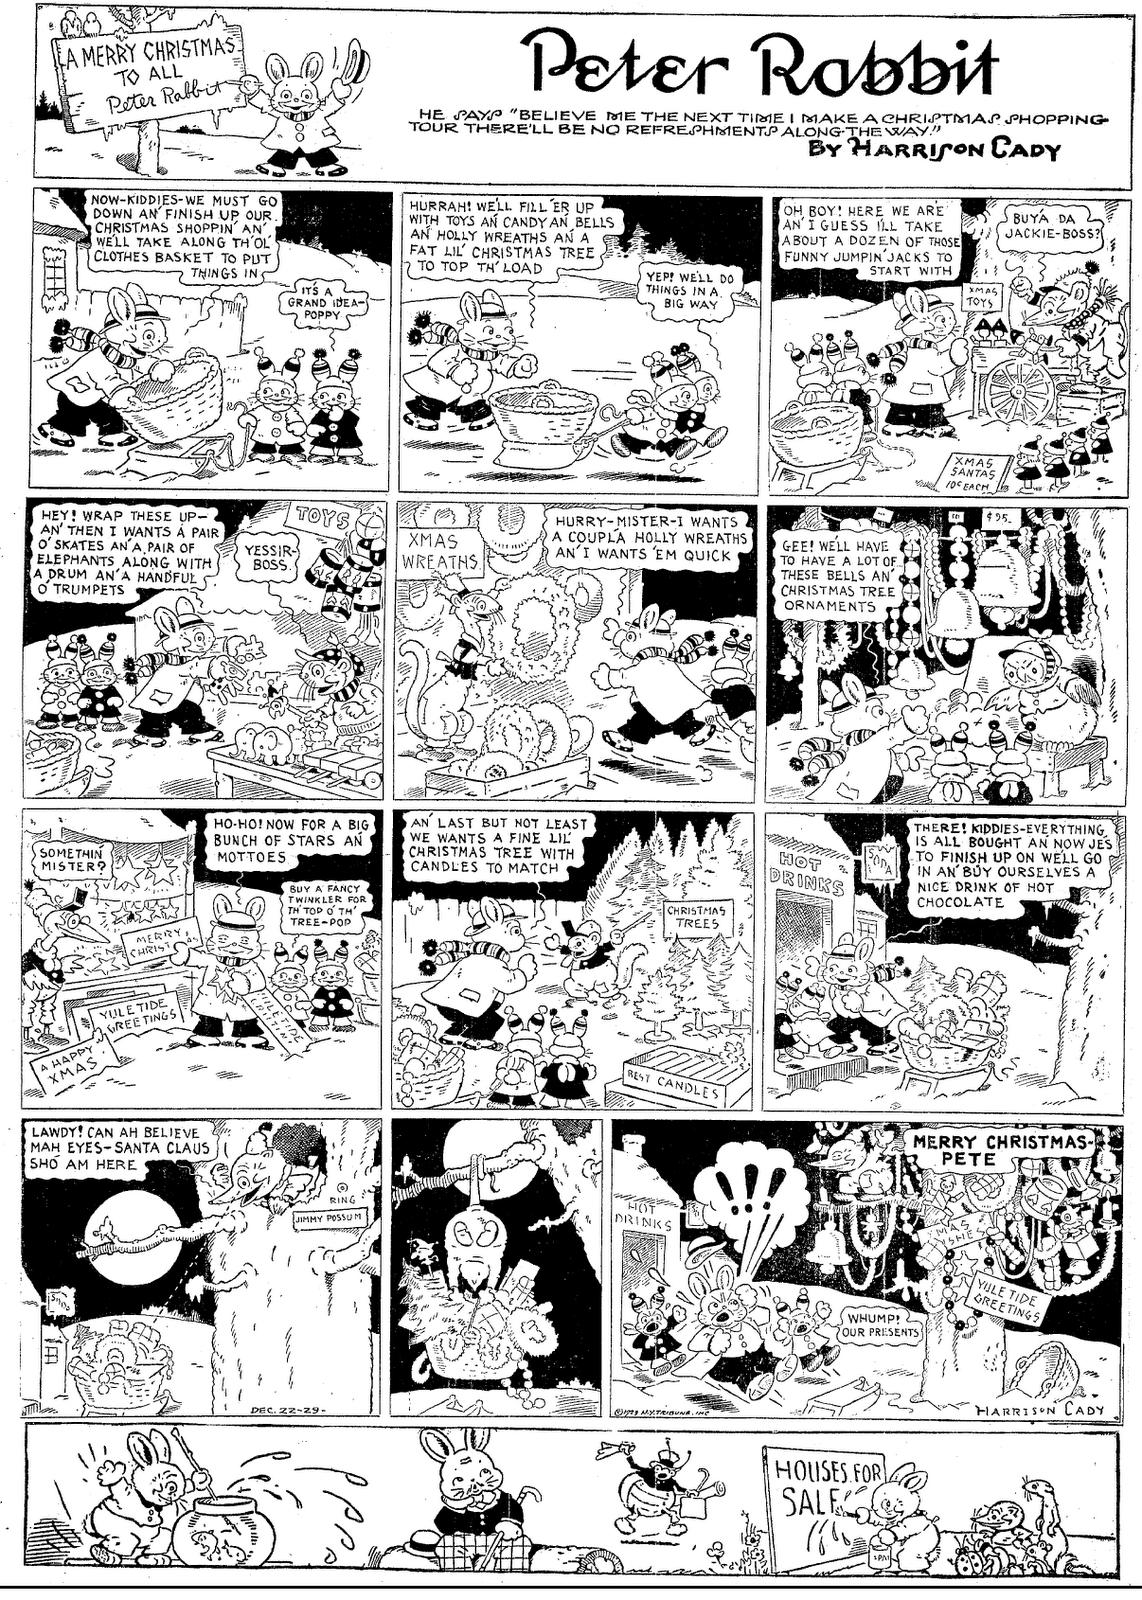 A MERRY CHRISTMAS
TO ALL
Peter Rabbit
Peter Rabbit
HE SAYS "BELIEVE ME THE NEXT TIME I MAKE A CHRISTMAS SHOPPING
TOUR THERE'LL BE NO REFRESHMENTS ALONG THE WAY."
BY HARRISON CADY
NOW-KIDDIES-WE MUST GO
DOWN AN' FINISH UP OUR
CHRISTMAS SHOPPIN' AN'
WE'LL TAKE ALONG TH'OL'
CLOTHES BASKET TO PUT
THINGS IN
IT'S A
GRAND IDEA-
POPPY
HURRAH! WE'LL FILL 'ER UP
WITH TOYS AN' CANDY AN' BELLS
AN' HOLLY WREATHS AN' A
FAT LIL' CHRISTMAS TREE
TO TOP TH' LOAD
YEP! WE'LL DO
THINGS IN A
BIG WAY
OH BOY! HERE WE ARE
AN' I GUESS I'LL TAKE
ABOUT A DOZEN OF THOSE
FUNNY JUMPIN' JACKS TO
START WITH
BUY'A DA
JACKIE-BOSS?
XMAS
TOYS
XMAS
SANTAS
10¢ EACH
HEY! WRAP THESE UP-
AN' THEN I WANTS A PAIR
O' SKATES AN' A PAIR OF
ELEPHANTS ALONG WITH
A DRUM AN' A HANDFUL
O' TRUMPETS
YESSIR-
BOSS.
TOYS
XMAS
WREATHS.
HURRY-MISTER-I WANTS
A COUPLA HOLLY WREATHS
AN' I WANTS 'EM QUICK
$95.
GEE! WE'LL HAVE
TO HAVE A LOT OF
THESE BELLS AN'
CHRISTMAS TREE
ORNAMENTS
SOMETHIN'
MISTER?
HO-HO! NOW FOR A BIG
BUNCH OF STARS AN'
MOTTOES
BUY A FANCY
TWINKLER FOR
TH' TOP O' TH'
TREE-POP
MERRY
CHRIST
YULETIDE
GREETINGS
A HAPPY
XMAS
AN' LAST BUT NOT LEAST
WE WANTS A FINE LIL'
CHRISTMAS TREE WITH
CANDLES TO MATCH
CHRISTMAS
TREES
BEST CANDLES
HOT
DRINKS
SODA
THERE! KIDDIES-EVERYTHING
IS ALL BOUGHT AN' NOW JES'
TO FINISH UP ON WE'LL GO
IN AN' BUY OURSELVES A
NICE DRINK OF HOT
CHOCOLATE
LAWDY! CAN AH BELIEVE
MAH EYES-SANTA CLAUS
SHO' AM HERE
RING
JIMMY POSSUM
DEC. 22-29-
HOT
DRINKS
!!!
MERRY CHRISTMAS-
PETE
YULETIDE
GREETINGS
WHUMP!
OUR PRESENTS
©1929 N.Y. TRIBUNE, INC.
HARRISON CADY
HOUSES FOR
SALE